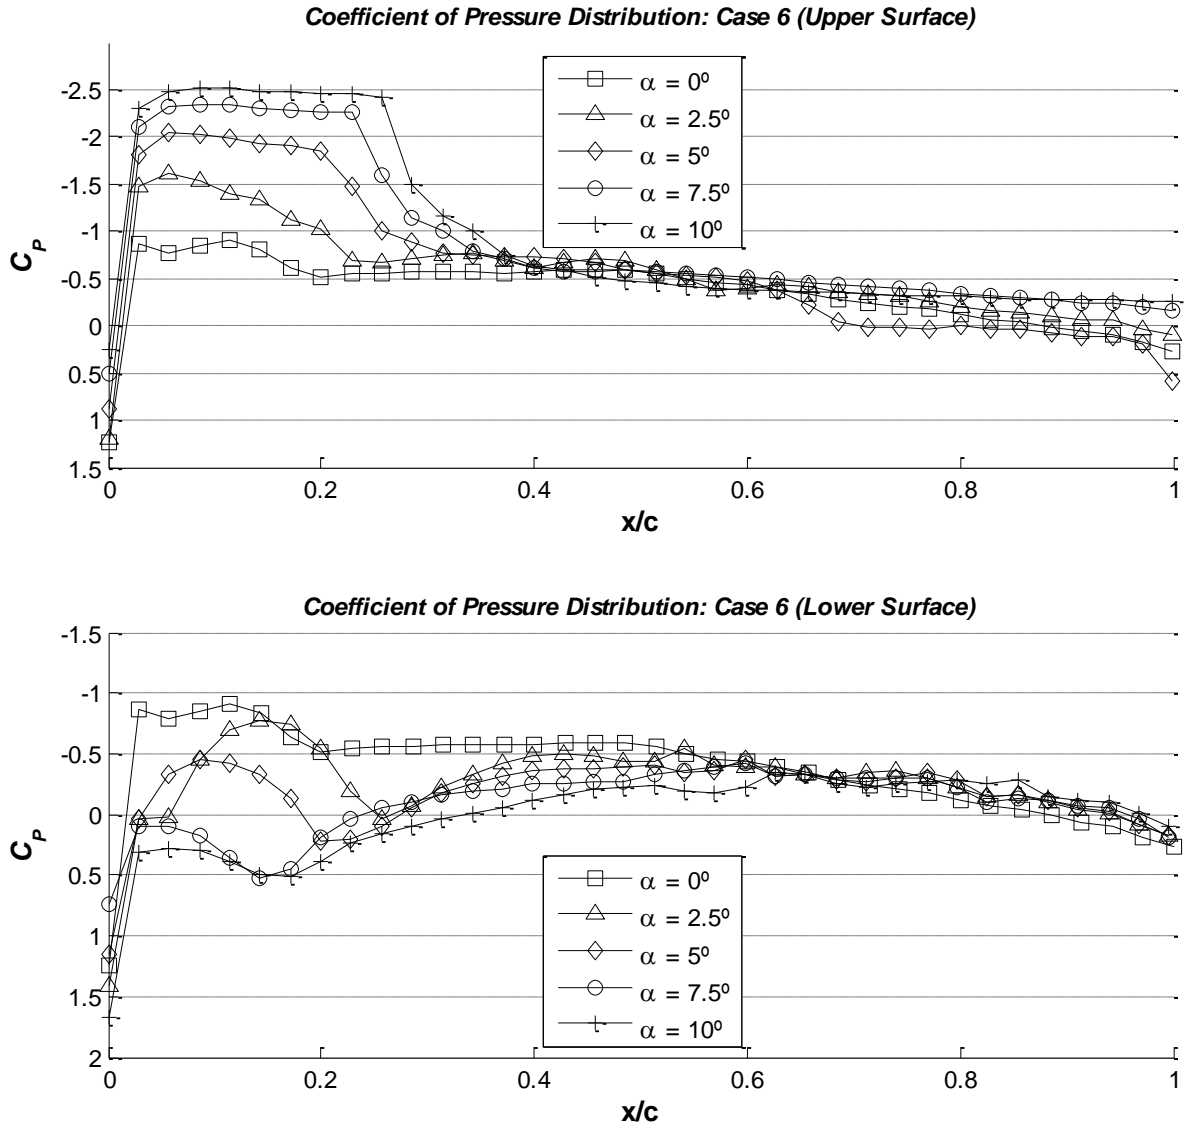 Coefficient of Pressure Distribution: Case 6 (Upper Surface)
-2.5
-2
-1.5
-1
-0.5
0
0.5
1
1.5
C_P
α = 0º
α = 2.5º
α = 5º
α = 7.5º
α = 10º
0 0.2 0.4 0.6 0.8 1
x/c
Coefficient of Pressure Distribution: Case 6 (Lower Surface)
-1.5
-1
-0.5
0
0.5
1
1.5
2
C_P
α = 0º
α = 2.5º
α = 5º
α = 7.5º
α = 10º
0 0.2 0.4 0.6 0.8 1
x/c